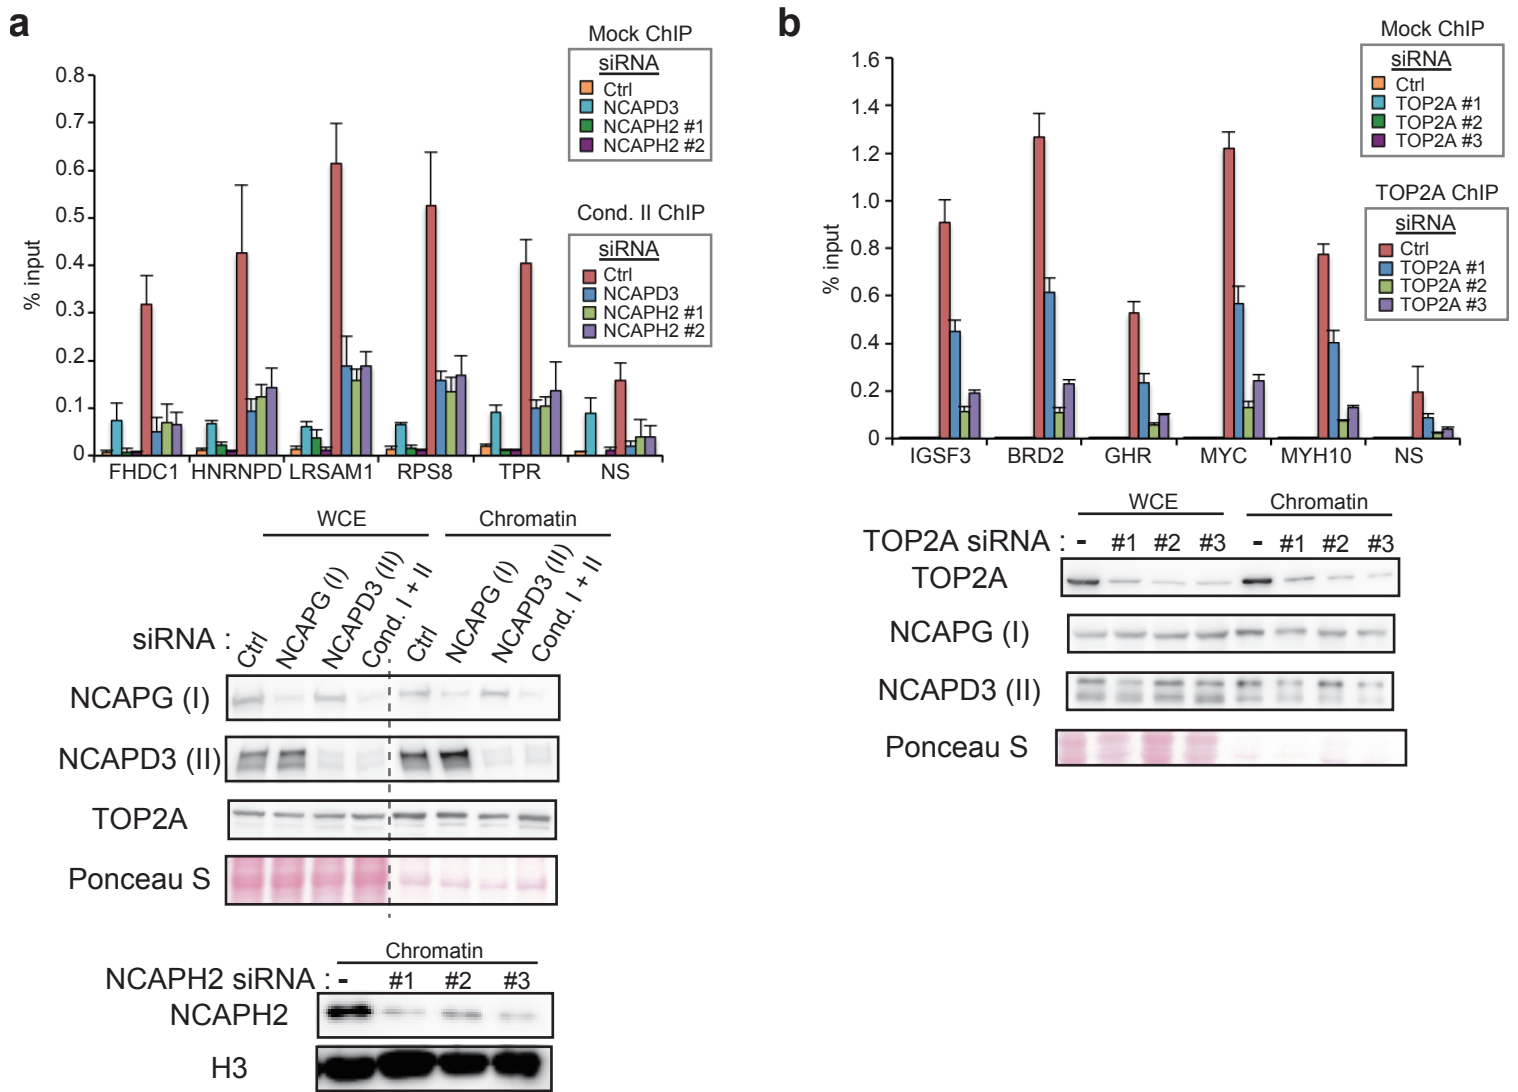 a
Mock ChIP
siRNA
Ctrl
NCAPD3
NCAPH2 #1
NCAPH2 #2
Cond. II ChIP
siRNA
Ctrl
NCAPD3
NCAPH2 #1
NCAPH2 #2
% input
0.8
0.7
0.6
0.5
0.4
0.3
0.2
0.1
0
FHDC1 HNRNPD LRSAM1 RPS8 TPR NS
WCE Chromatin
siRNA : Ctrl NCAPG (I) NCAPD3 (II) Cond. I + II Ctrl NCAPG (I) NCAPD3 (II) Cond. I + II
NCAPG (I)
NCAPD3 (II)
TOP2A
Ponceau S
Chromatin
NCAPH2 siRNA : - #1 #2 #3
NCAPH2
H3
b
Mock ChIP
siRNA
Ctrl
TOP2A #1
TOP2A #2
TOP2A #3
TOP2A ChIP
siRNA
Ctrl
TOP2A #1
TOP2A #2
TOP2A #3
% input
1.6
1.4
1.2
1.0
0.8
0.6
0.4
0.2
0
IGSF3 BRD2 GHR MYC MYH10 NS
WCE Chromatin
TOP2A siRNA : - #1 #2 #3 - #1 #2 #3
TOP2A
NCAPG (I)
NCAPD3 (II)
Ponceau S